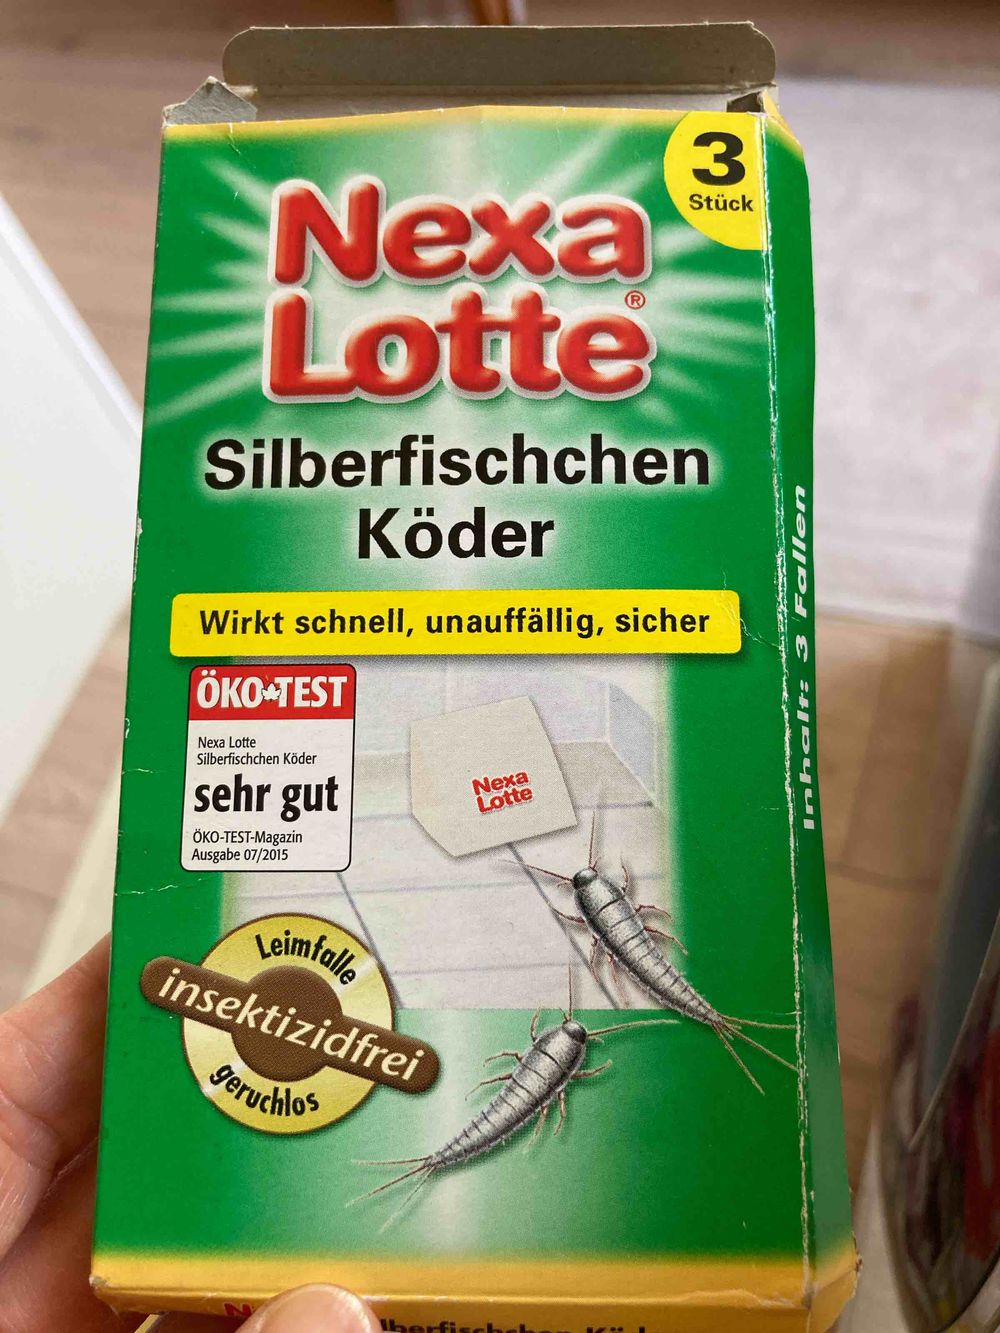 3
Stück
Nexa
Lotte®
Silberfischchen
Köder
Wirkt schnell, unauffällig, sicher
ÖKO TEST
Nexa Lotte
Silberfischchen Köder
sehr gut
ÖKO-TEST-Magazin
Ausgabe 07/2015
Nexa
Lotte
Leimfalle
insektizidfrei
geruchlos
Inhalt: 3 Fallen